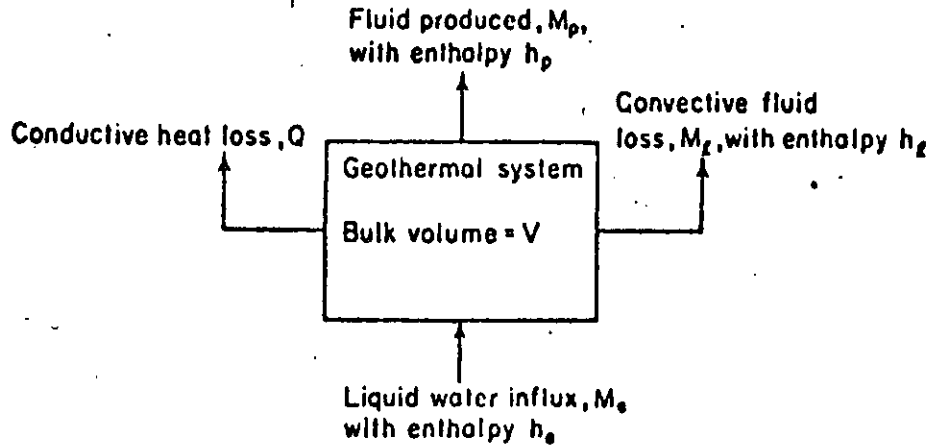 Fluid produced, Mp,
with enthalpy hp
Conductive heat loss, Q
Convective fluid
loss, Mℓ, with enthalpy hℓ
Geothermal system
Bulk volume = V
Liquid water influx, Me
with enthalpy he